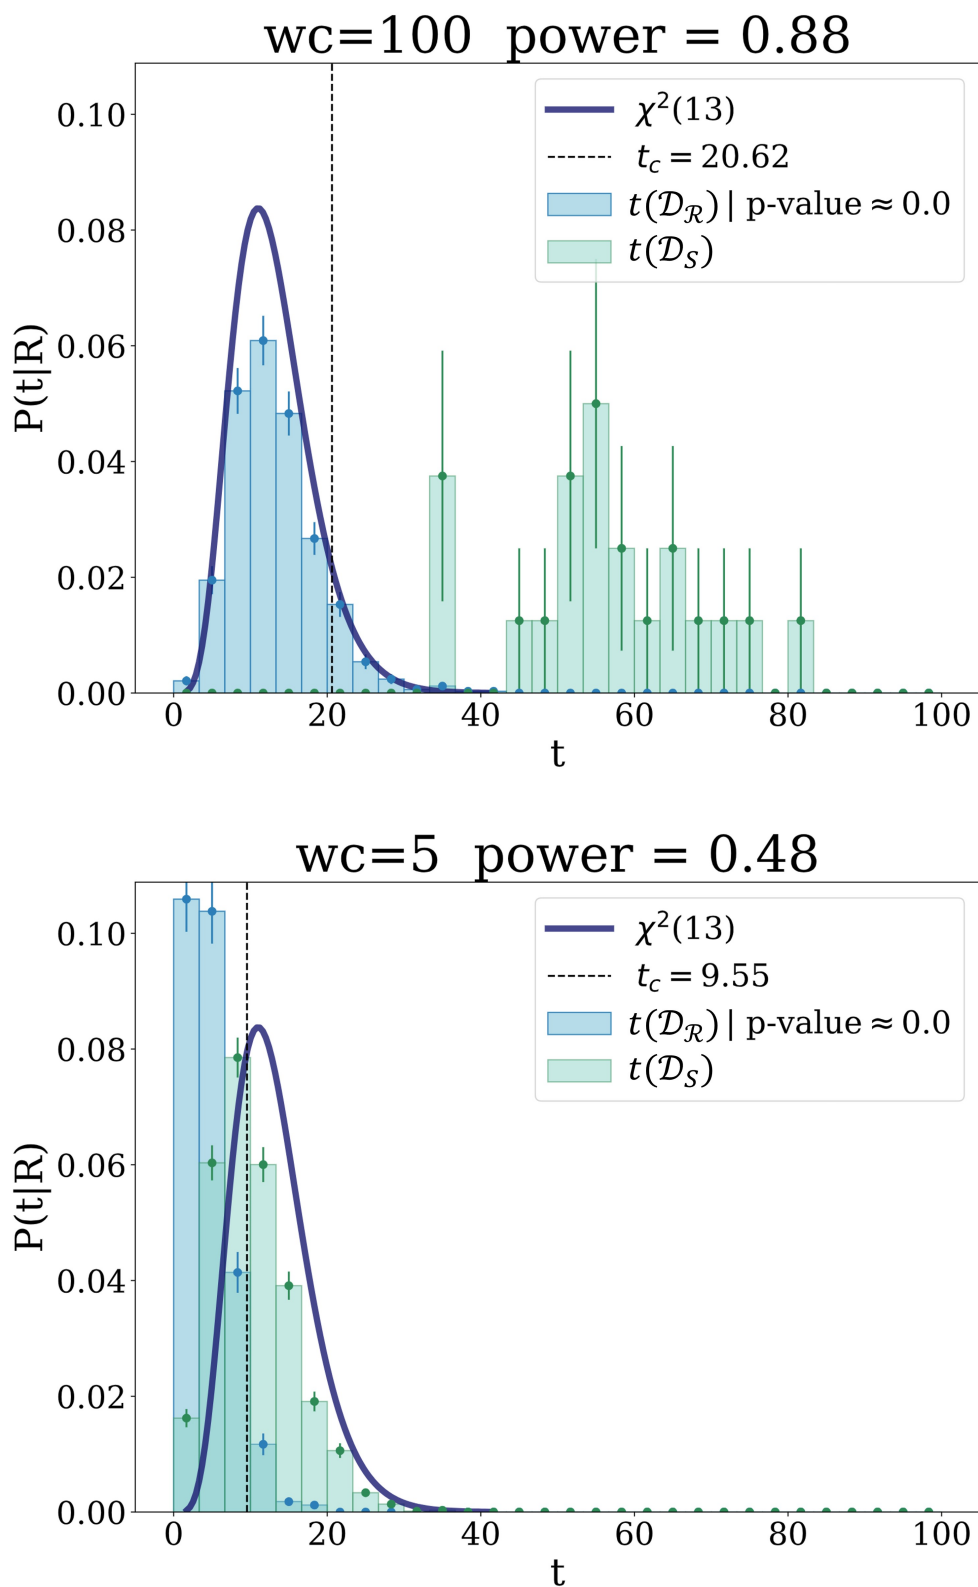 wc=100 power = 0.88
χ²(13)
t_c = 20.62
t(𝒟_ℛ) | p-value ≈ 0.0
t(𝒟_S)
P(t|R)
0.10
0.08
0.06
0.04
0.02
0.00
0 20 40 60 80 100
t
wc=5 power = 0.48
χ²(13)
t_c = 9.55
t(𝒟_ℛ) | p-value ≈ 0.0
t(𝒟_S)
P(t|R)
0.10
0.08
0.06
0.04
0.02
0.00
0 20 40 60 80 100
t